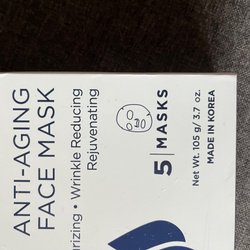 ANTI-AGING
FACE MASK
• Wrinkle Reducing
Rejuvenating
5 | MASKS
Net Wt. 105 g/ 3.7 oz.
MADE IN KOREA